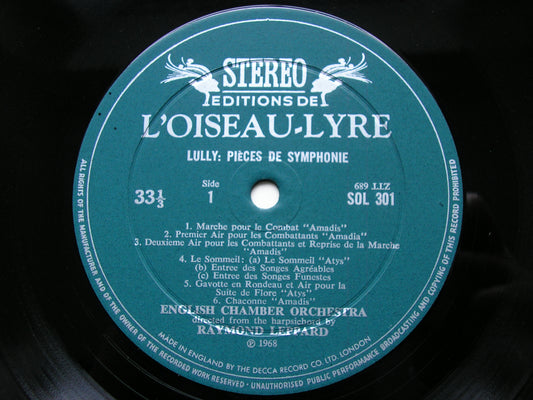 STEREO
EDITIONS DE
L'OISEAU-LYRE
LULLY: PIÈCES DE SYMPHONIE
33⅓
Side
1
689 .LLZ
SOL 301
1. Marche pour le Combat "Amadis"
2. Premier Air pour les Combattants "Amadis"
3. Deuxieme Air pour les Combattants et Reprise de la Marche
"Amadis"
4. Le Sommeil: (a) Le Sommeil "Atys"
(b) Entree des Songes Agréables
(c) Entree des Songes Funestes
5. Gavotte en Rondeau et Air pour la
Suite de Flore "Atys"
6. Chaconne "Amadis"
ENGLISH CHAMBER ORCHESTRA
directed from the harpsichord by
RAYMOND LEPPARD
℗ 1968
MADE IN ENGLAND BY THE DECCA RECORD CO. LTD. LONDON
ALL RIGHTS OF THE MANUFACTURER AND OF THE OWNER OF THE RECORDED WORK RESERVED · UNAUTHORISED PUBLIC PERFORMANCE BROADCASTING AND COPYING OF THIS RECORD PROHIBITED